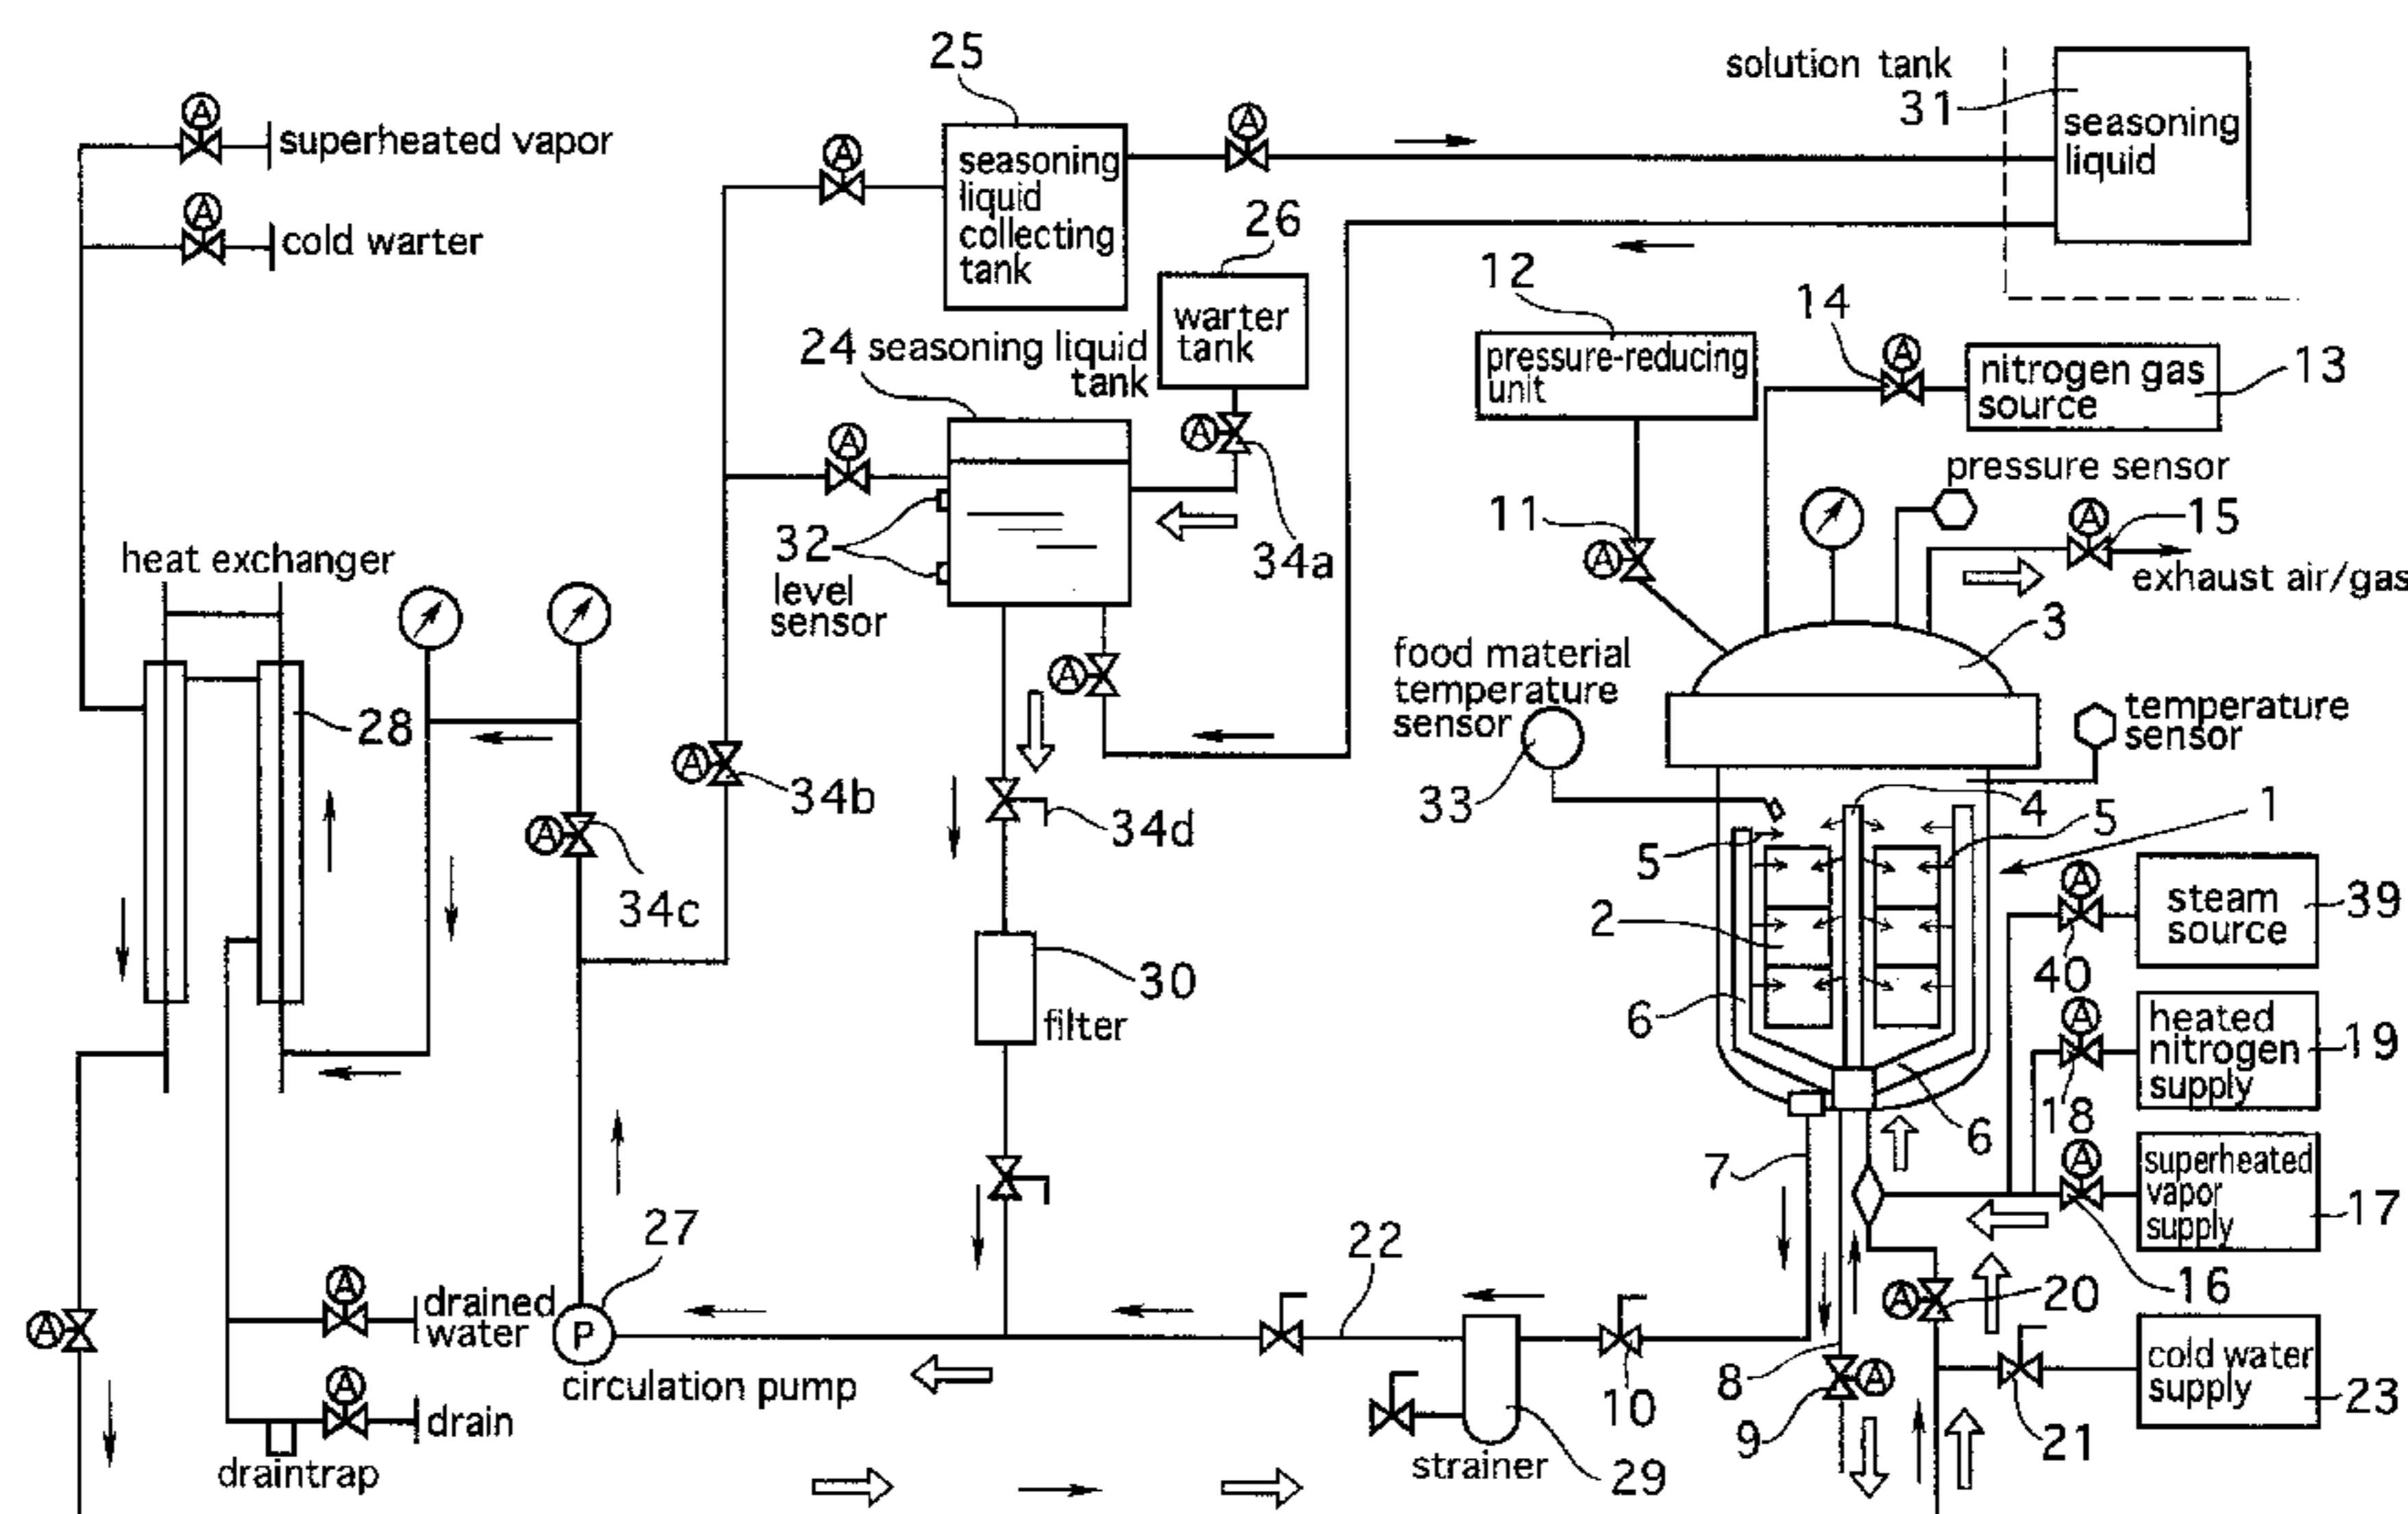 25
solution tank
31
seasoning
liquid
A
superheated vapor
A
cold warter
A
seasoning
liquid
collecting
tank
A
26
warter
tank
12
pressure-reducing
unit
14
A
nitrogen gas
source
13
24 seasoning liquid
tank
A
A
34a
32
level
sensor
pressure sensor
11
A
A
15
exhaust air/gas
3
heat exchanger
28
A
food material
temperature
sensor
33
temperature
sensor
A
34b
A
34c
34d
4
5
1
5
2
6
6
A
steam
source
39
40
30
filter
A
heated
nitrogen
supply
19
18
7
A
superheated
vapor
supply
17
16
27
P
circulation pump
22
A
20
A
drained
water
A
A
drain
draintrap
10
8
A
9
cold water
supply
23
21
strainer
29